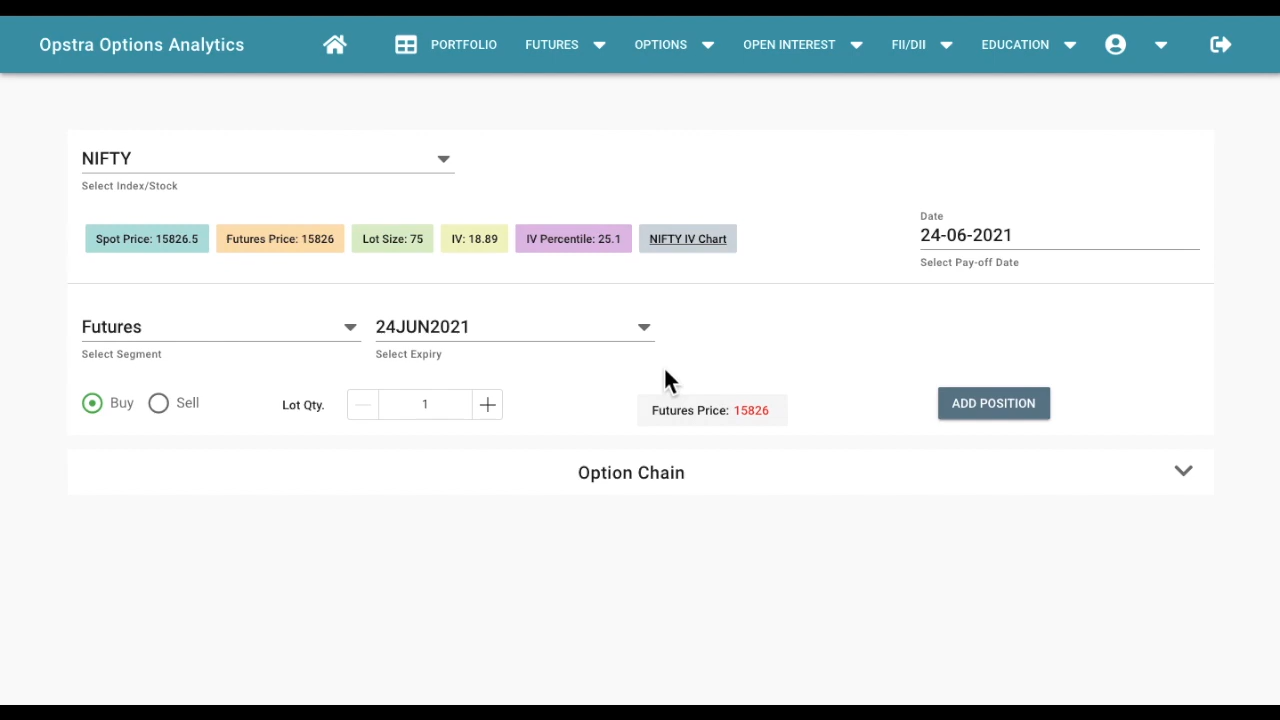 Opstra Options Analytics PORTFOLIO FUTURES OPTIONS OPEN INTEREST FII/DII EDUCATION
NIFTY
Select Index/Stock
Spot Price: 15826.5 Futures Price: 15826 Lot Size: 75 IV: 18.89 IV Percentile: 25.1 NIFTY IV Chart
Date
24-06-2021
Select Pay-off Date
Futures 24JUN2021
Select Segment Select Expiry
Buy Sell Lot Qty. 1 Futures Price: 15826 ADD POSITION
Option Chain